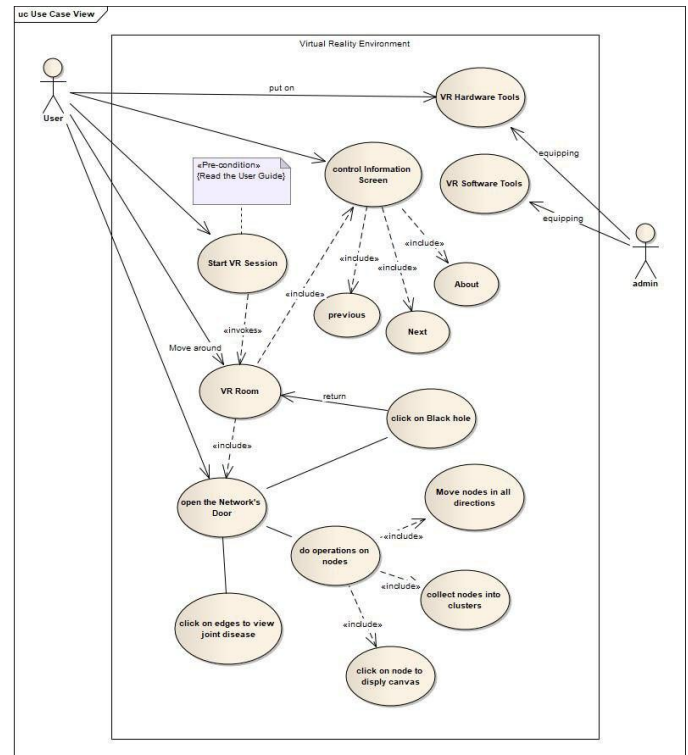 uc Use Case View
Virtual Reality Environment
User
put on
VR Hardware Tools
equipping
«Pre-condition»
{Read the User Guide}
control Information
Screen
VR Software Tools
equipping
admin
Start VR Session
«include»
«include»
«include»
About
«include»
previous
Next
«invokes»
Move around
VR Room
return
click on Black hole
«include»
open the Network's
Door
Move nodes in all
directions
«include»
do operations on
nodes
«include»
collect nodes into
clusters
click on edges to view
joint disease
«include»
click on node to
disply canvas